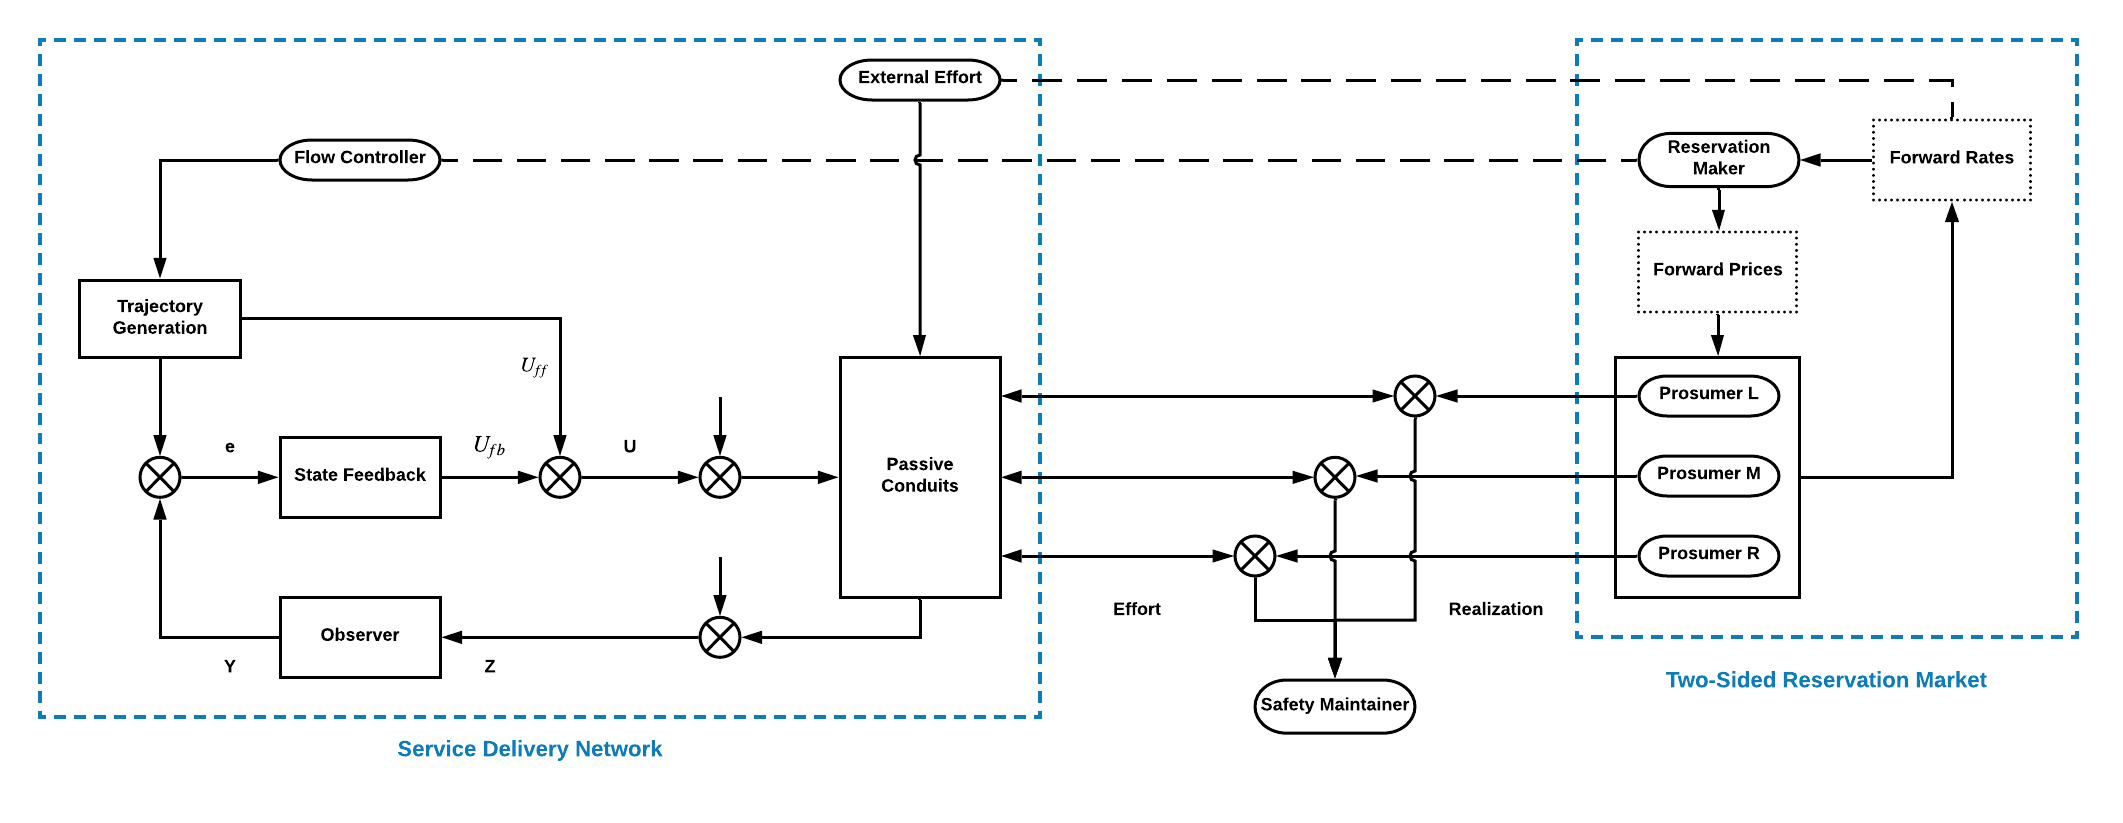 External Effort
Flow Controller
Reservation
Maker
Forward Rates
Forward Prices
Trajectory
Generation
U_{ff}
Prosumer L
e
State Feedback
U_{fb}
U
Passive
Conduits
Prosumer M
Prosumer R
Effort
Realization
Observer
Y
Z
Safety Maintainer
Two-Sided Reservation Market
Service Delivery Network